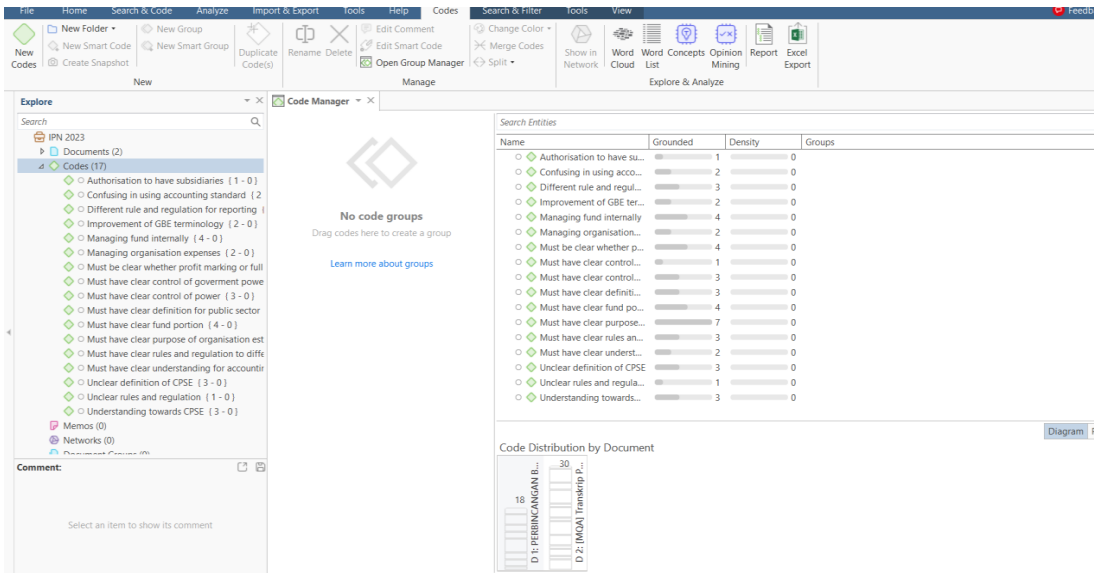 File Home Search & Code Analyze Import & Export Tools Help Codes Search & Filter Tools View Feedb
New Folder New Group Edit Comment Change Color
New Smart Code New Smart Group Edit Smart Code Merge Codes
Create Snapshot Open Group Manager Split
New Codes Duplicate Code(s) Rename Delete Show in Network Word Cloud Word List Concepts Opinion Mining Report Excel Export
New Manage Explore & Analyze
Explore
Search
IPN 2023
Documents (2)
Codes (17)
Authorisation to have subsidiaries { 1 - 0 }
Confusing in using accounting standard { 2
Different rule and regulation for reporting {
Improvement of GBE terminology { 2 - 0 }
Managing fund internally { 4 - 0 }
Managing organisation expenses { 2 - 0 }
Must be clear whether profit marking or full
Must have clear control of goverment powe
Must have clear control of power { 3 - 0 }
Must have clear definition for public sector
Must have clear fund portion { 4 - 0 }
Must have clear purpose of organisation est
Must have clear rules and regulation to diffe
Must have clear understanding for accountir
Unclear definition of CPSE { 3 - 0 }
Unclear rules and regulation { 1 - 0 }
Understanding towards CPSE { 3 - 0 }
Memos (0)
Networks (0)
Document Groups (0)
Comment:
Select an item to show its comment
Code Manager
No code groups
Drag codes here to create a group
Learn more about groups
Search Entities
Name Grounded Density Groups
Authorisation to have su... 1 0
Confusing in using acco... 2 0
Different rule and regul... 3 0
Improvement of GBE ter... 2 0
Managing fund internally 4 0
Managing organisation... 2 0
Must be clear whether p... 4 0
Must have clear control... 1 0
Must have clear control... 3 0
Must have clear definiti... 3 0
Must have clear fund po... 4 0
Must have clear purpose... 7 0
Must have clear rules an... 3 0
Must have clear underst... 2 0
Unclear definition of CPSE 3 0
Unclear rules and regula... 1 0
Understanding towards... 3 0
Diagram
Code Distribution by Document
18
D 1: PERBINCANGAN B...
30
D 2: [MQA] Transkrip P...